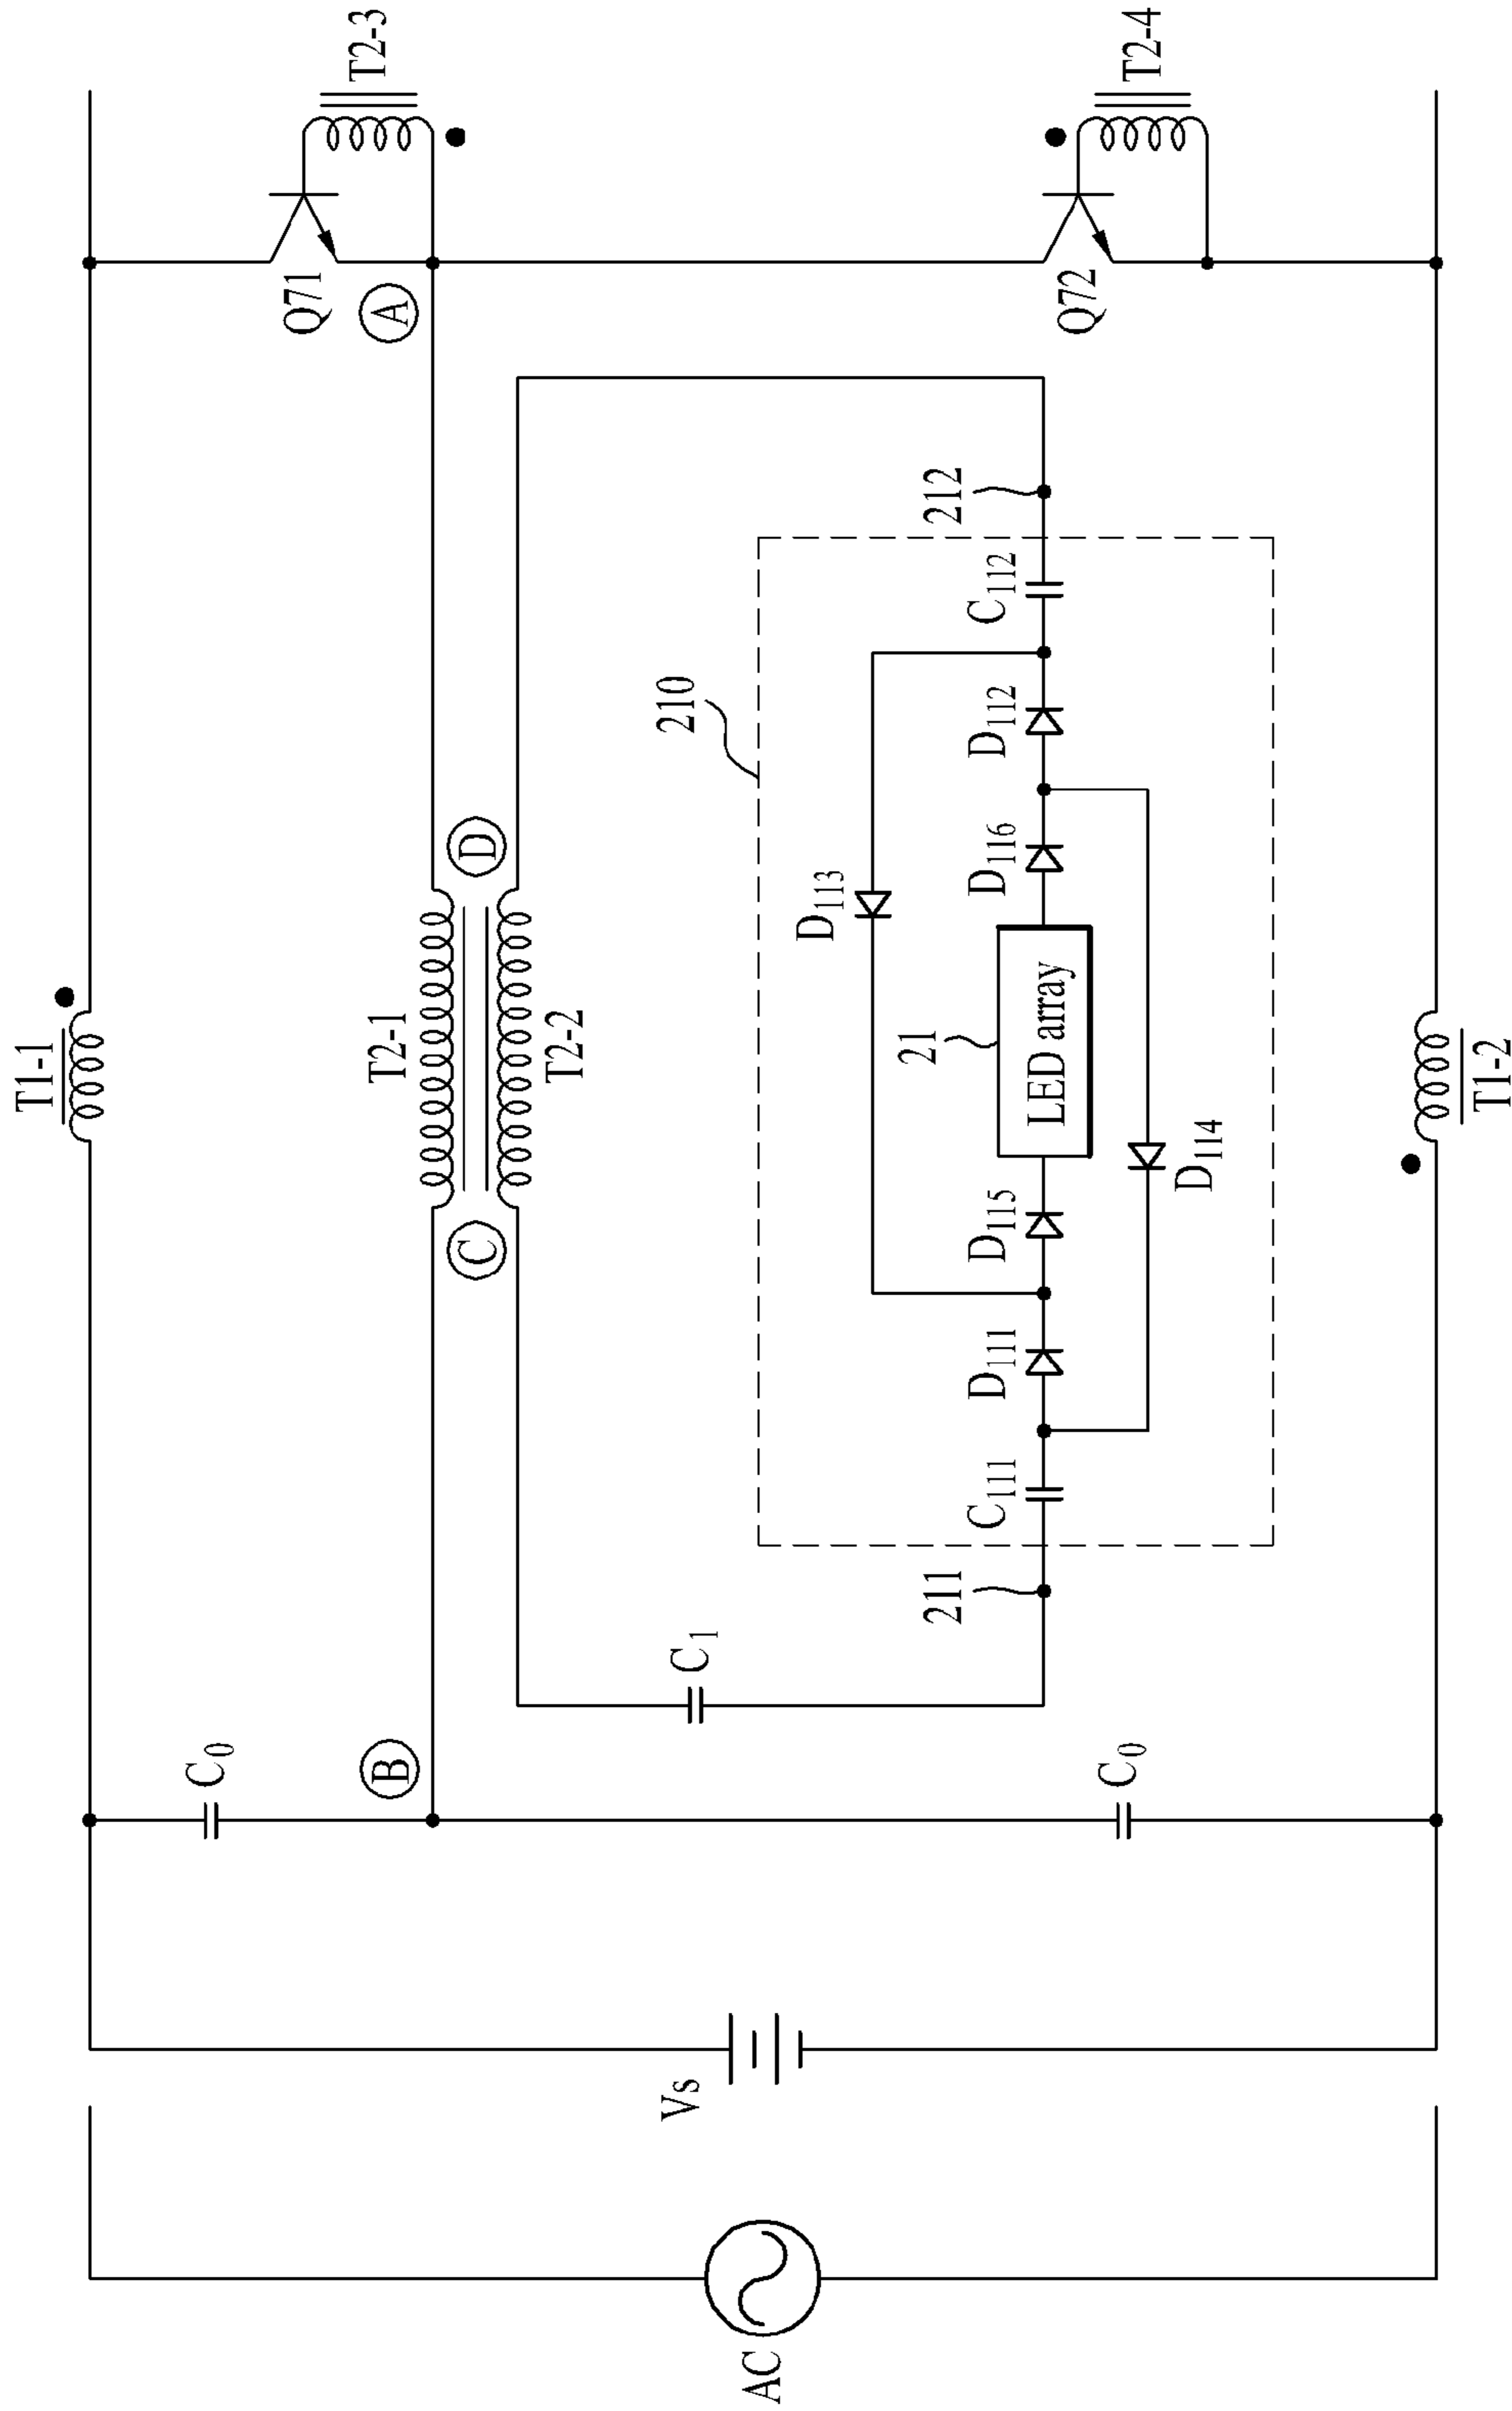 T1-1
T2-3
Q71
A
D
T2-1
T2-2
C
C0
B
C1
210
212
C112
D112
D116
D113
21
LED array
D115
D111
D114
C111
211
Q72
T2-4
C0
T1-2
Vs
AC